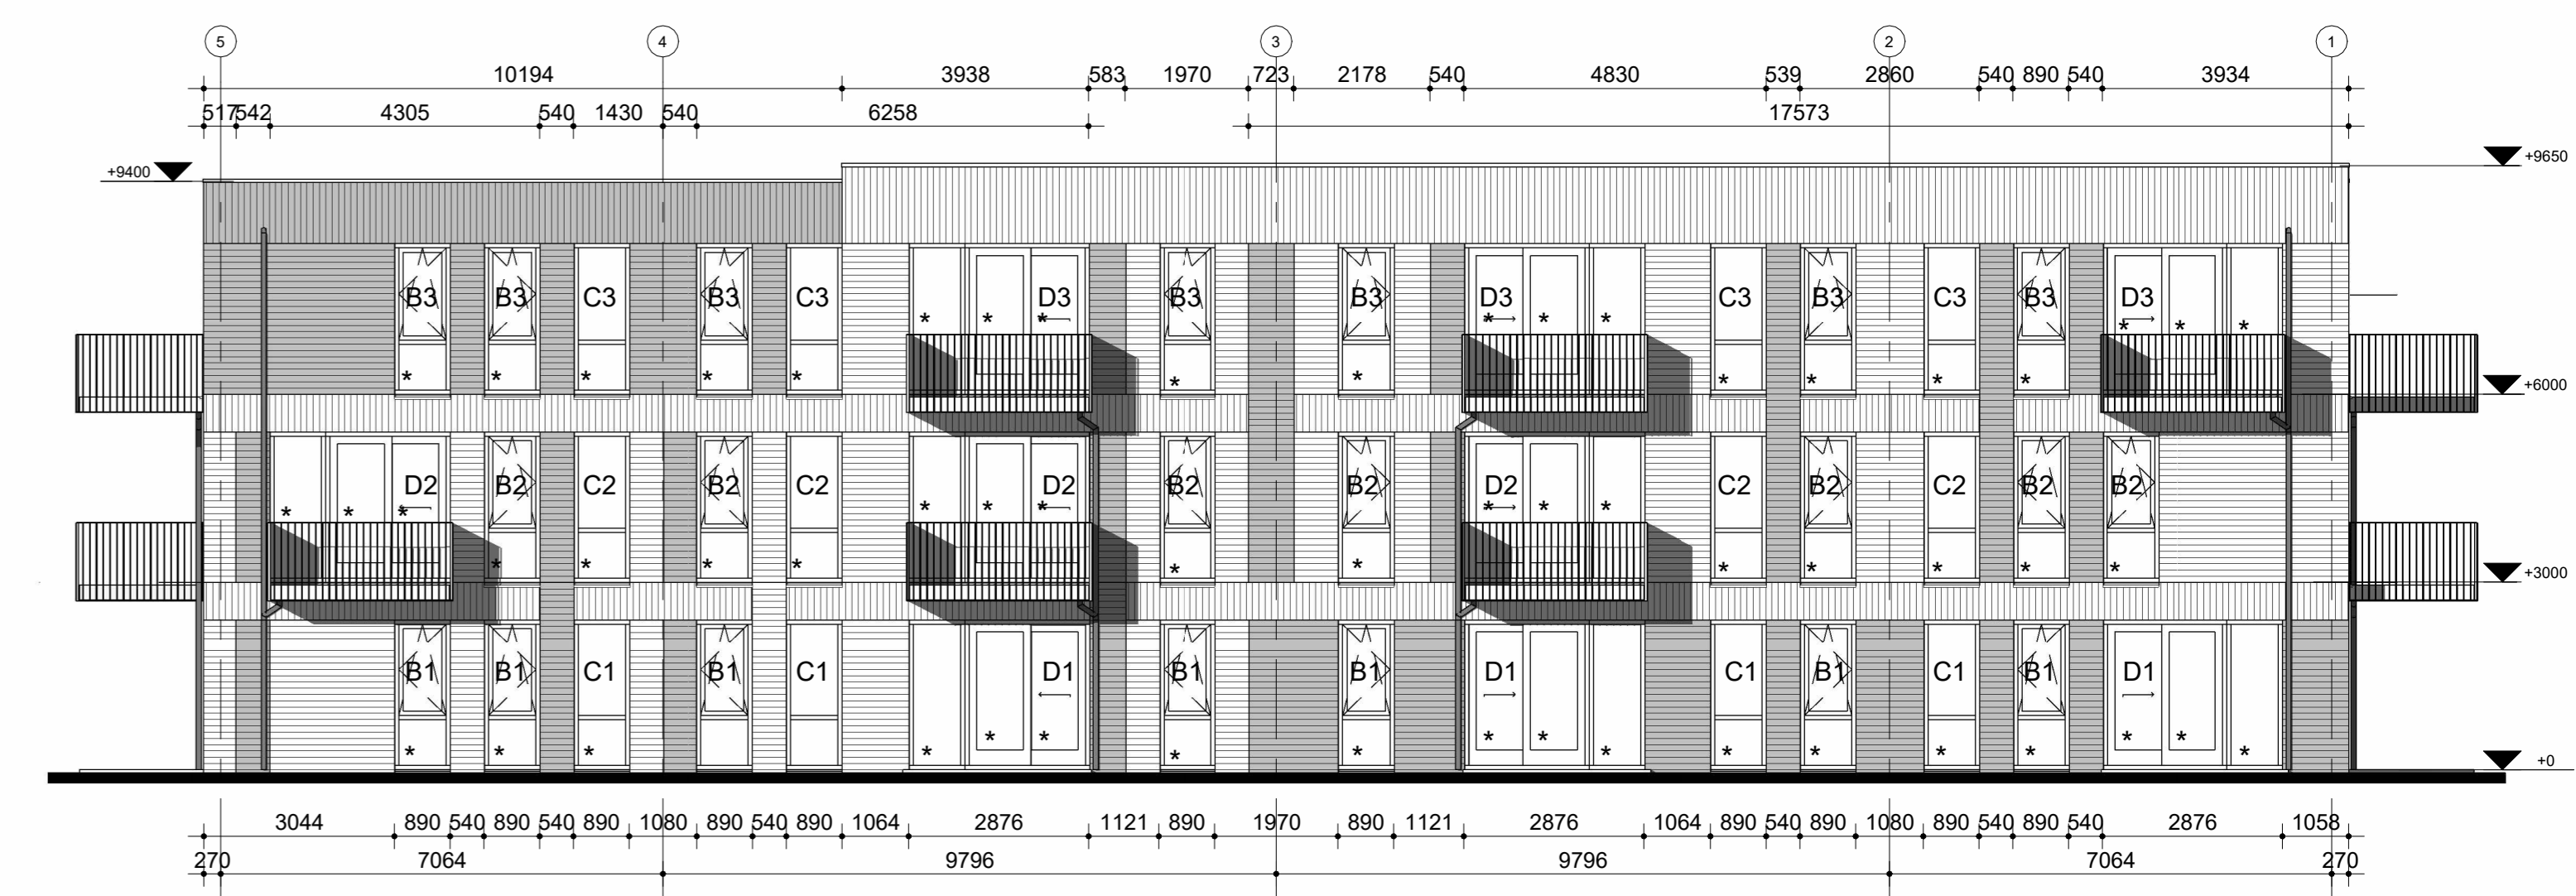 5 4 3 2 1
10194 3938 583 1970 723 2178 540 4830 539 2860 540 890 540 3934
517 542 4305 540 1430 540 6258 17573
+9400 +9650
B3 B3 C3 B3 C3 D3 B3 B3 D3 C3 B3 C3 B3 D3
* * * * * * * * * * * * * * * * * * * * *
+6000
D2 B2 C2 B2 C2 D2 B2 B2 D2 C2 B2 C2 B2 B2
* * * * * * * * * * * * * * * * * * * *
+3000
B1 B1 C1 B1 C1 D1 B1 B1 D1 C1 B1 C1 B1 D1
* * * * * * * * * * * * * * * * * * *
+0
3044 890 540 890 540 890 1080 890 540 890 1064 2876 1121 890 1970 890 1121 2876 1064 890 540 890 1080 890 540 890 540 2876 1058
270 7064 9796 9796 7064 270